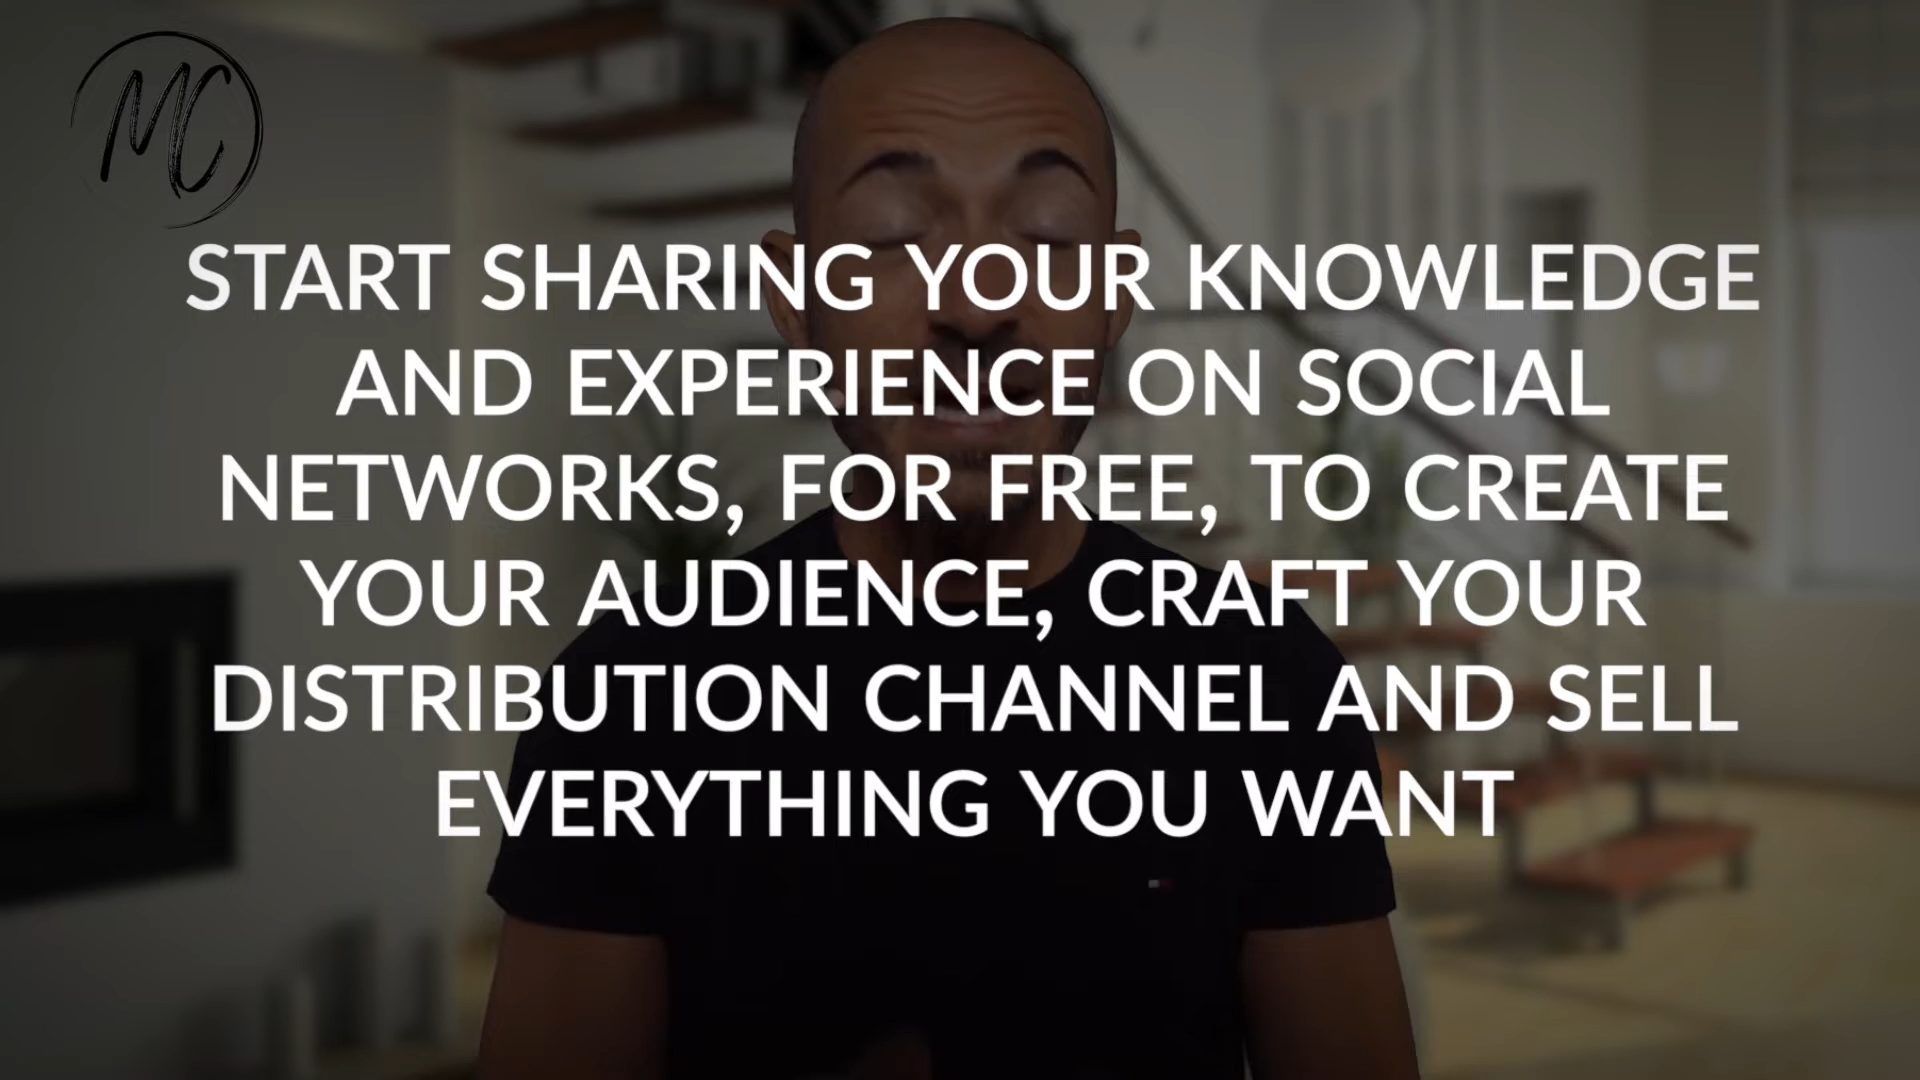 MC
START SHARING YOUR KNOWLEDGE
AND EXPERIENCE ON SOCIAL
NETWORKS, FOR FREE, TO CREATE
YOUR AUDIENCE, CRAFT YOUR
DISTRIBUTION CHANNEL AND SELL
EVERYTHING YOU WANT